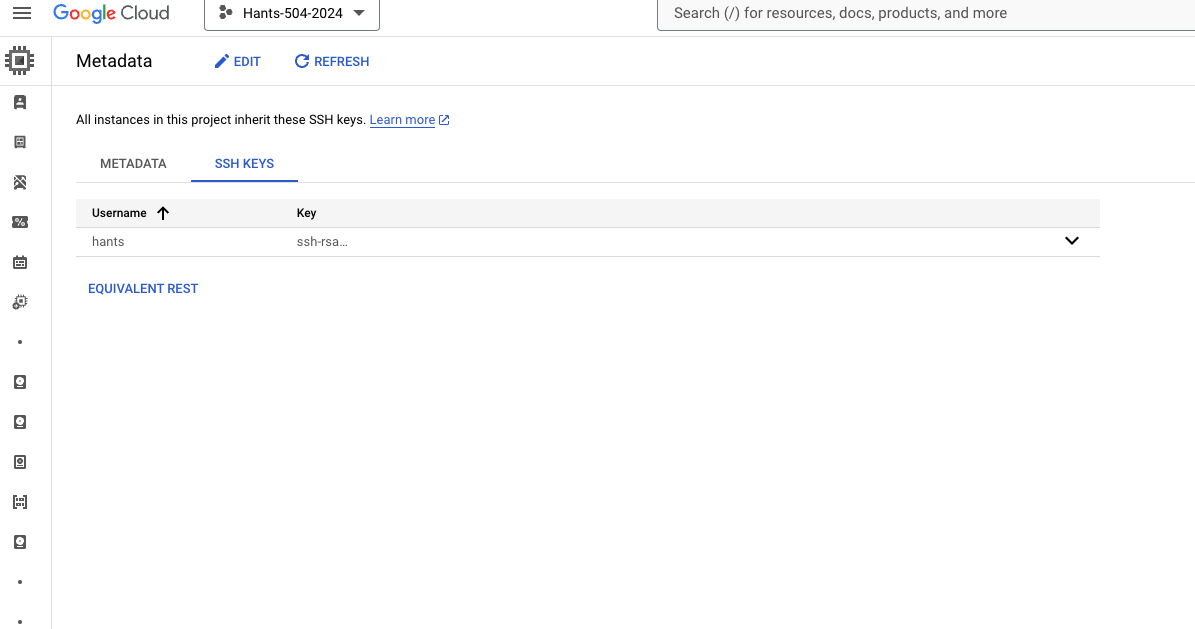 Google Cloud
Hants-504-2024
Search (/) for resources, docs, products, and more
Metadata
EDIT
REFRESH
All instances in this project inherit these SSH keys. Learn more
METADATA
SSH KEYS
Username
Key
hants
ssh-rsa…
EQUIVALENT REST